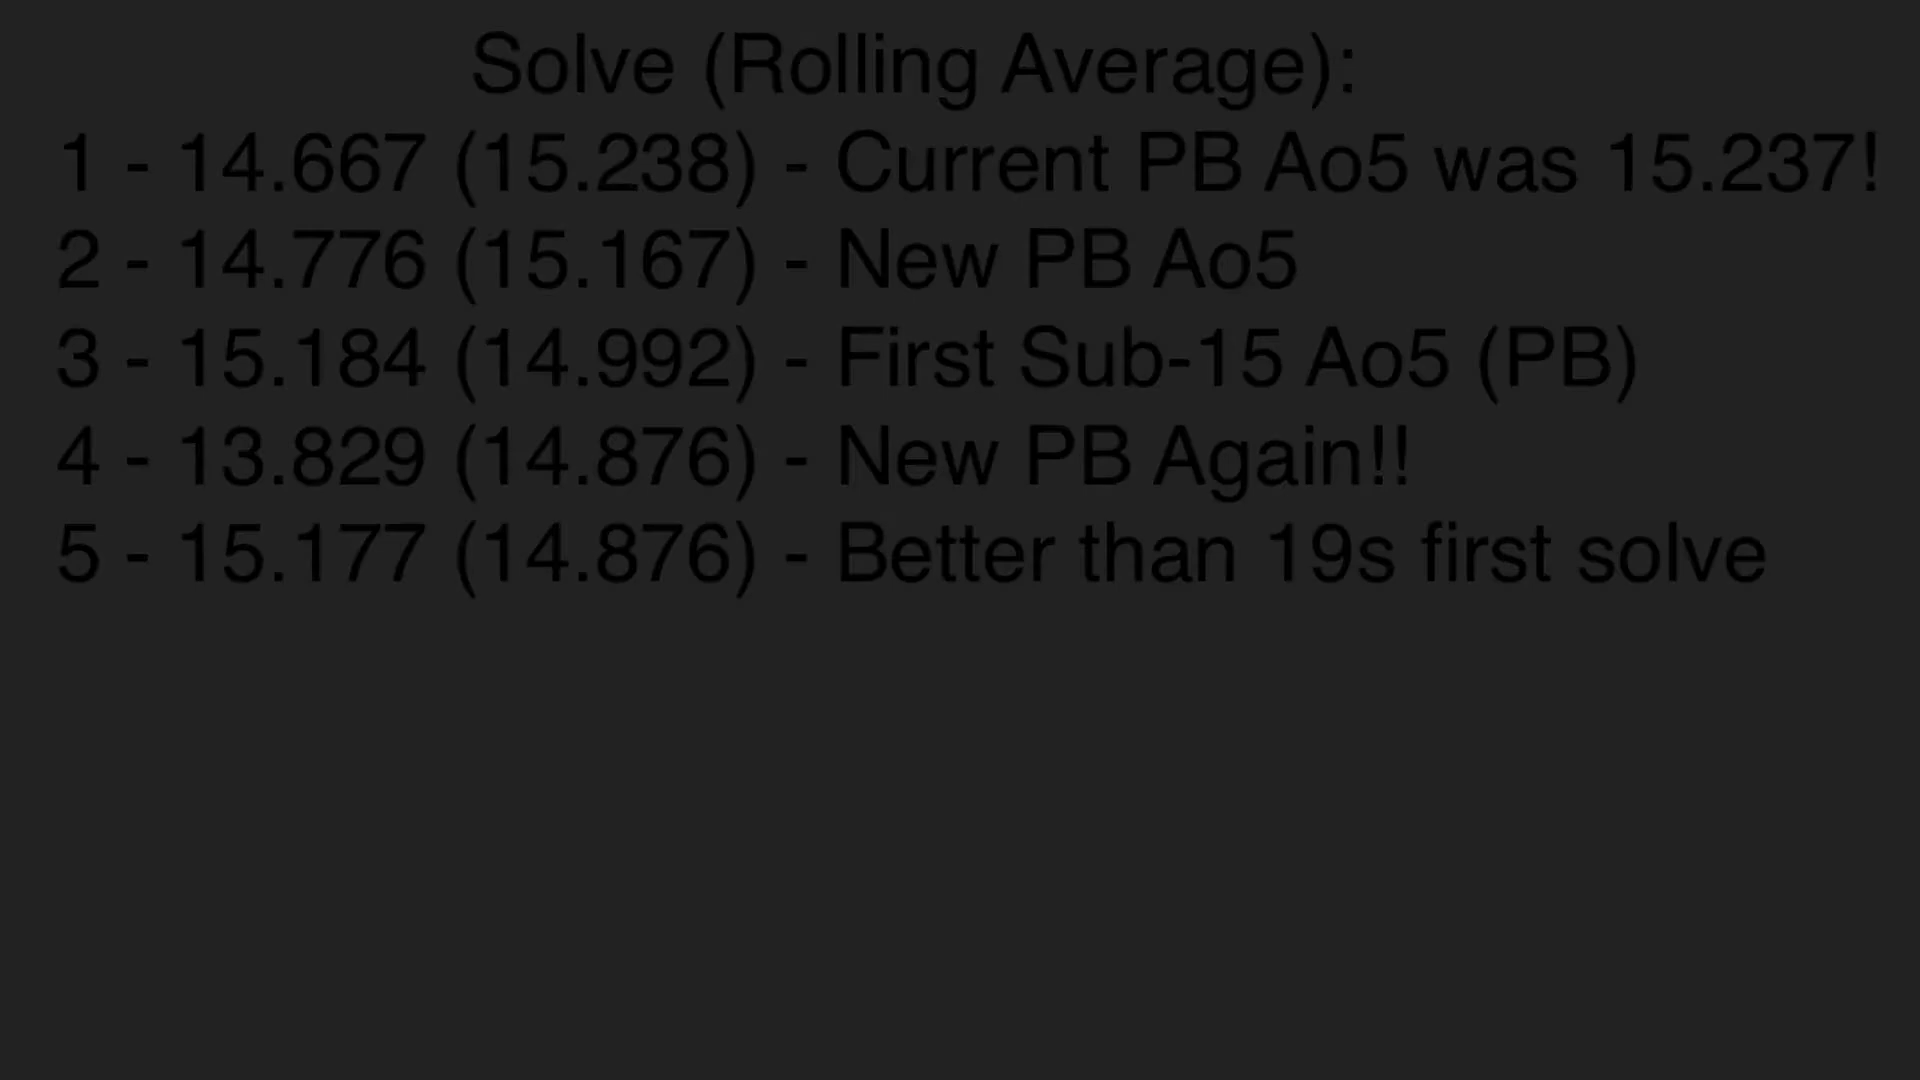 Solve (Rolling Average):
1 - 14.667 (15.238) - Current PB Ao5 was 15.237!
2 - 14.776 (15.167) - New PB Ao5
3 - 15.184 (14.992) - First Sub-15 Ao5 (PB)
4 - 13.829 (14.876) - New PB Again!!
5 - 15.177 (14.876) - Better than 19s first solve